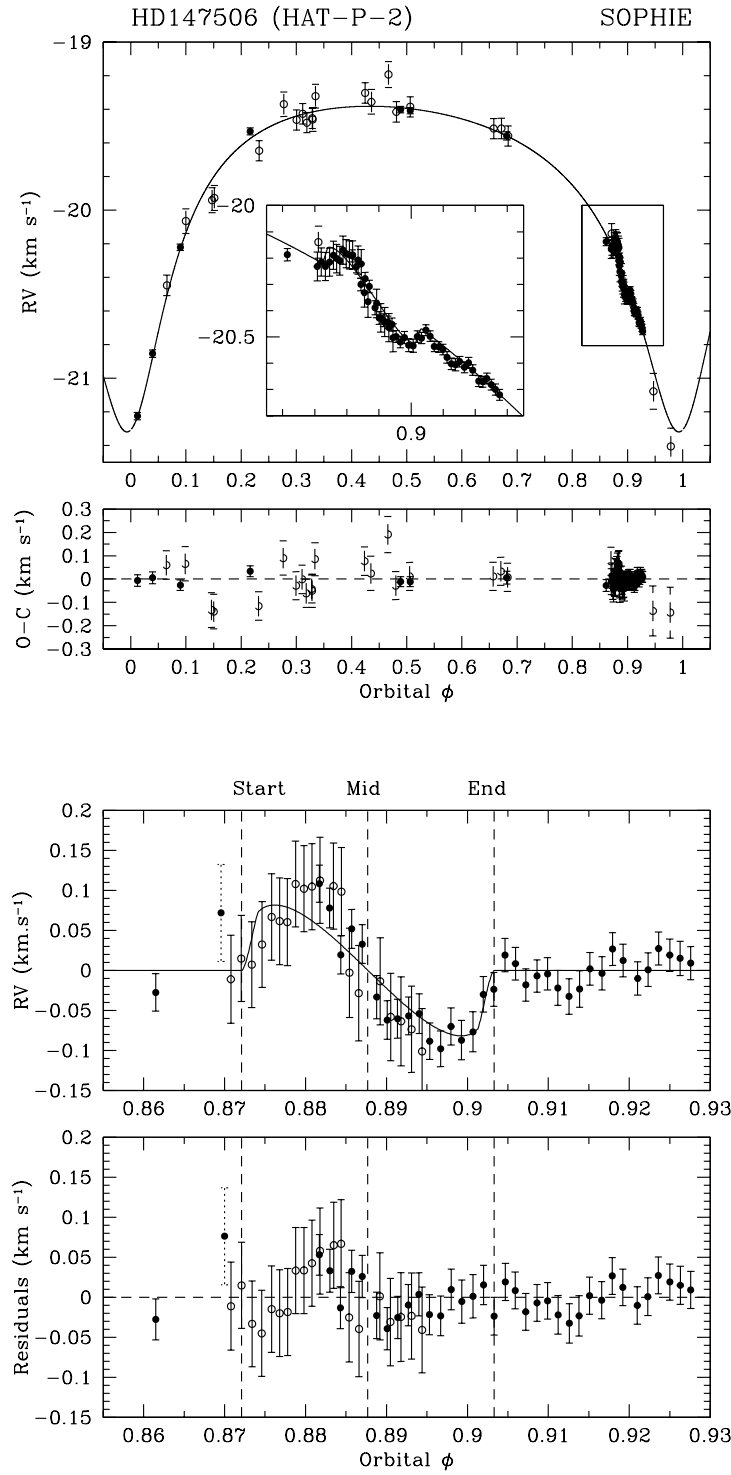 HD147506 (HAT−P−2) SOPHIE
−19
−20
−21
RV (km s⁻¹)
−20
−20.5
0.9
0 0.1 0.2 0.3 0.4 0.5 0.6 0.7 0.8 0.9 1
0.3
0.2
0.1
0
−0.1
−0.2
−0.3
O−C (km s⁻¹)
0 0.1 0.2 0.3 0.4 0.5 0.6 0.7 0.8 0.9 1
Orbital ϕ
Start Mid End
0.2
0.15
0.1
0.05
0
−0.05
−0.1
−0.15
RV (km.s⁻¹)
0.86 0.87 0.88 0.89 0.9 0.91 0.92 0.93
0.2
0.15
0.1
0.05
0
−0.05
−0.1
−0.15
Residuals (km s⁻¹)
0.86 0.87 0.88 0.89 0.9 0.91 0.92 0.93
Orbital ϕ